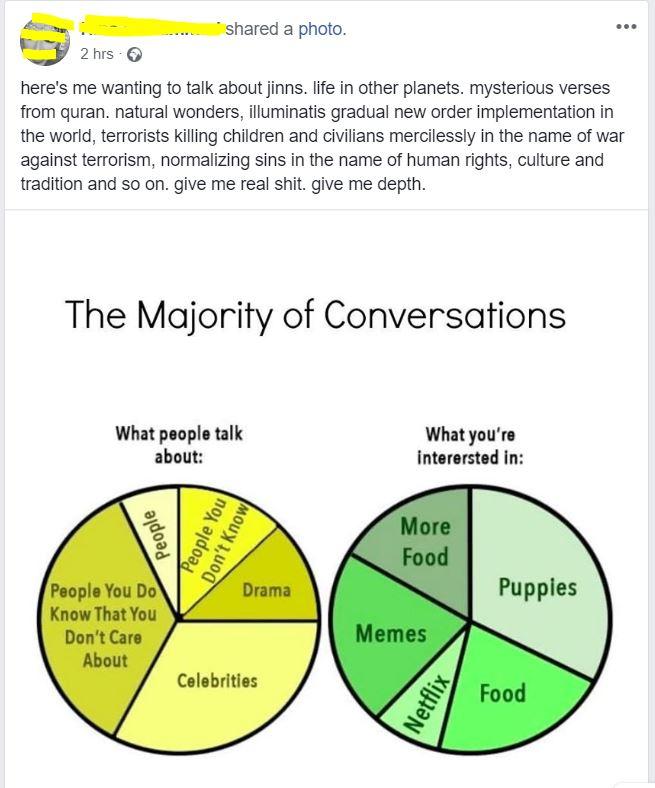 shared a photo.
2 hrs
here's me wanting to talk about jinns. life in other planets. mysterious verses
from quran. natural wonders, illuminatis gradual new order implementation in
the world, terrorists killing children and civilians mercilessly in the name of war
against terrorism, normalizing sins in the name of human rights, culture and
tradition and so on. give me real shit. give me depth.
The Majority of Conversations
What people talk
about:
People
People You
Don't Know
Drama
Celebrities
People You Do
Know That You
Don't Care
About
What you're
interersted in:
More
Food
Puppies
Memes
Netflix
Food